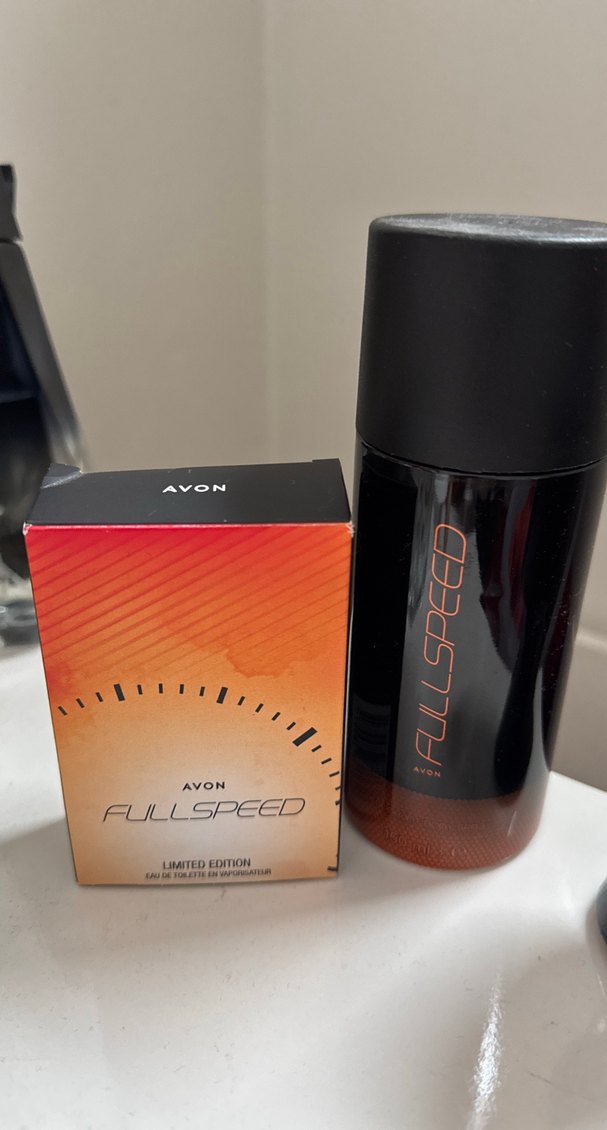 AVON
AVON
FULLSPEED
LIMITED EDITION
EAU DE TOILETTE EN VAPORISATEUR
FULLSPEED
AVON